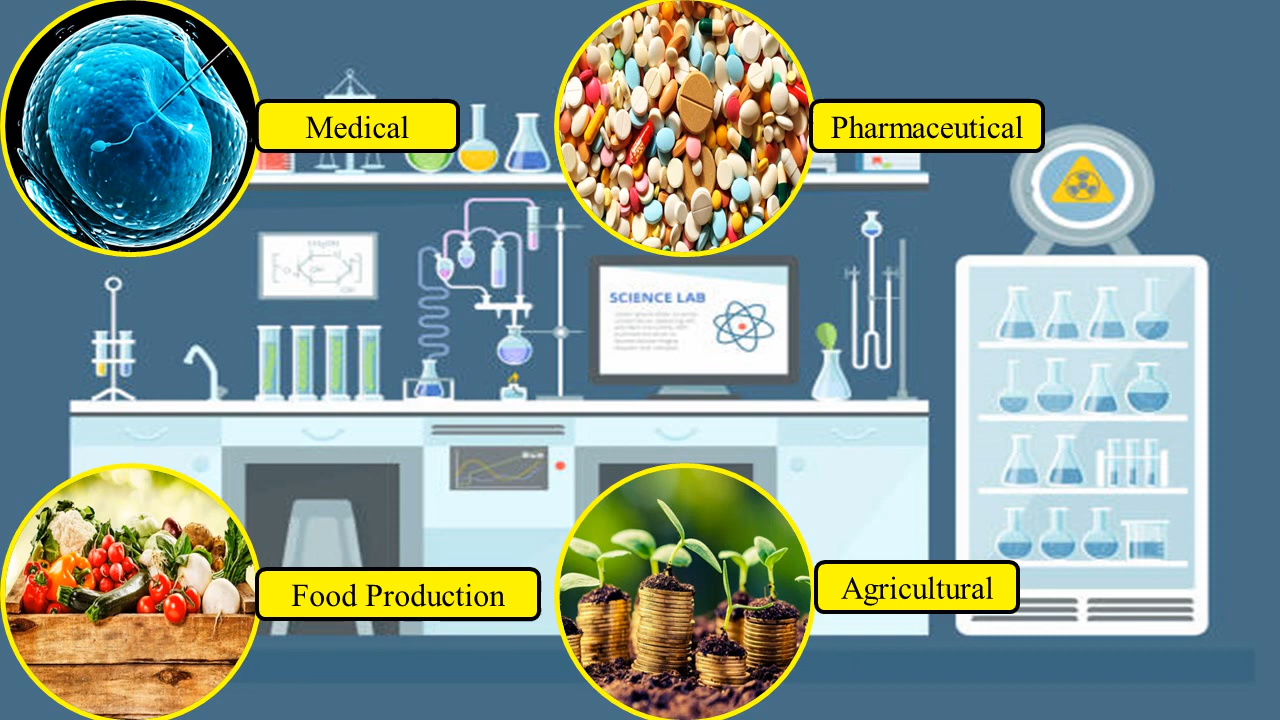 Medical
Pharmaceutical
SCIENCE LAB
Food Production
Agricultural